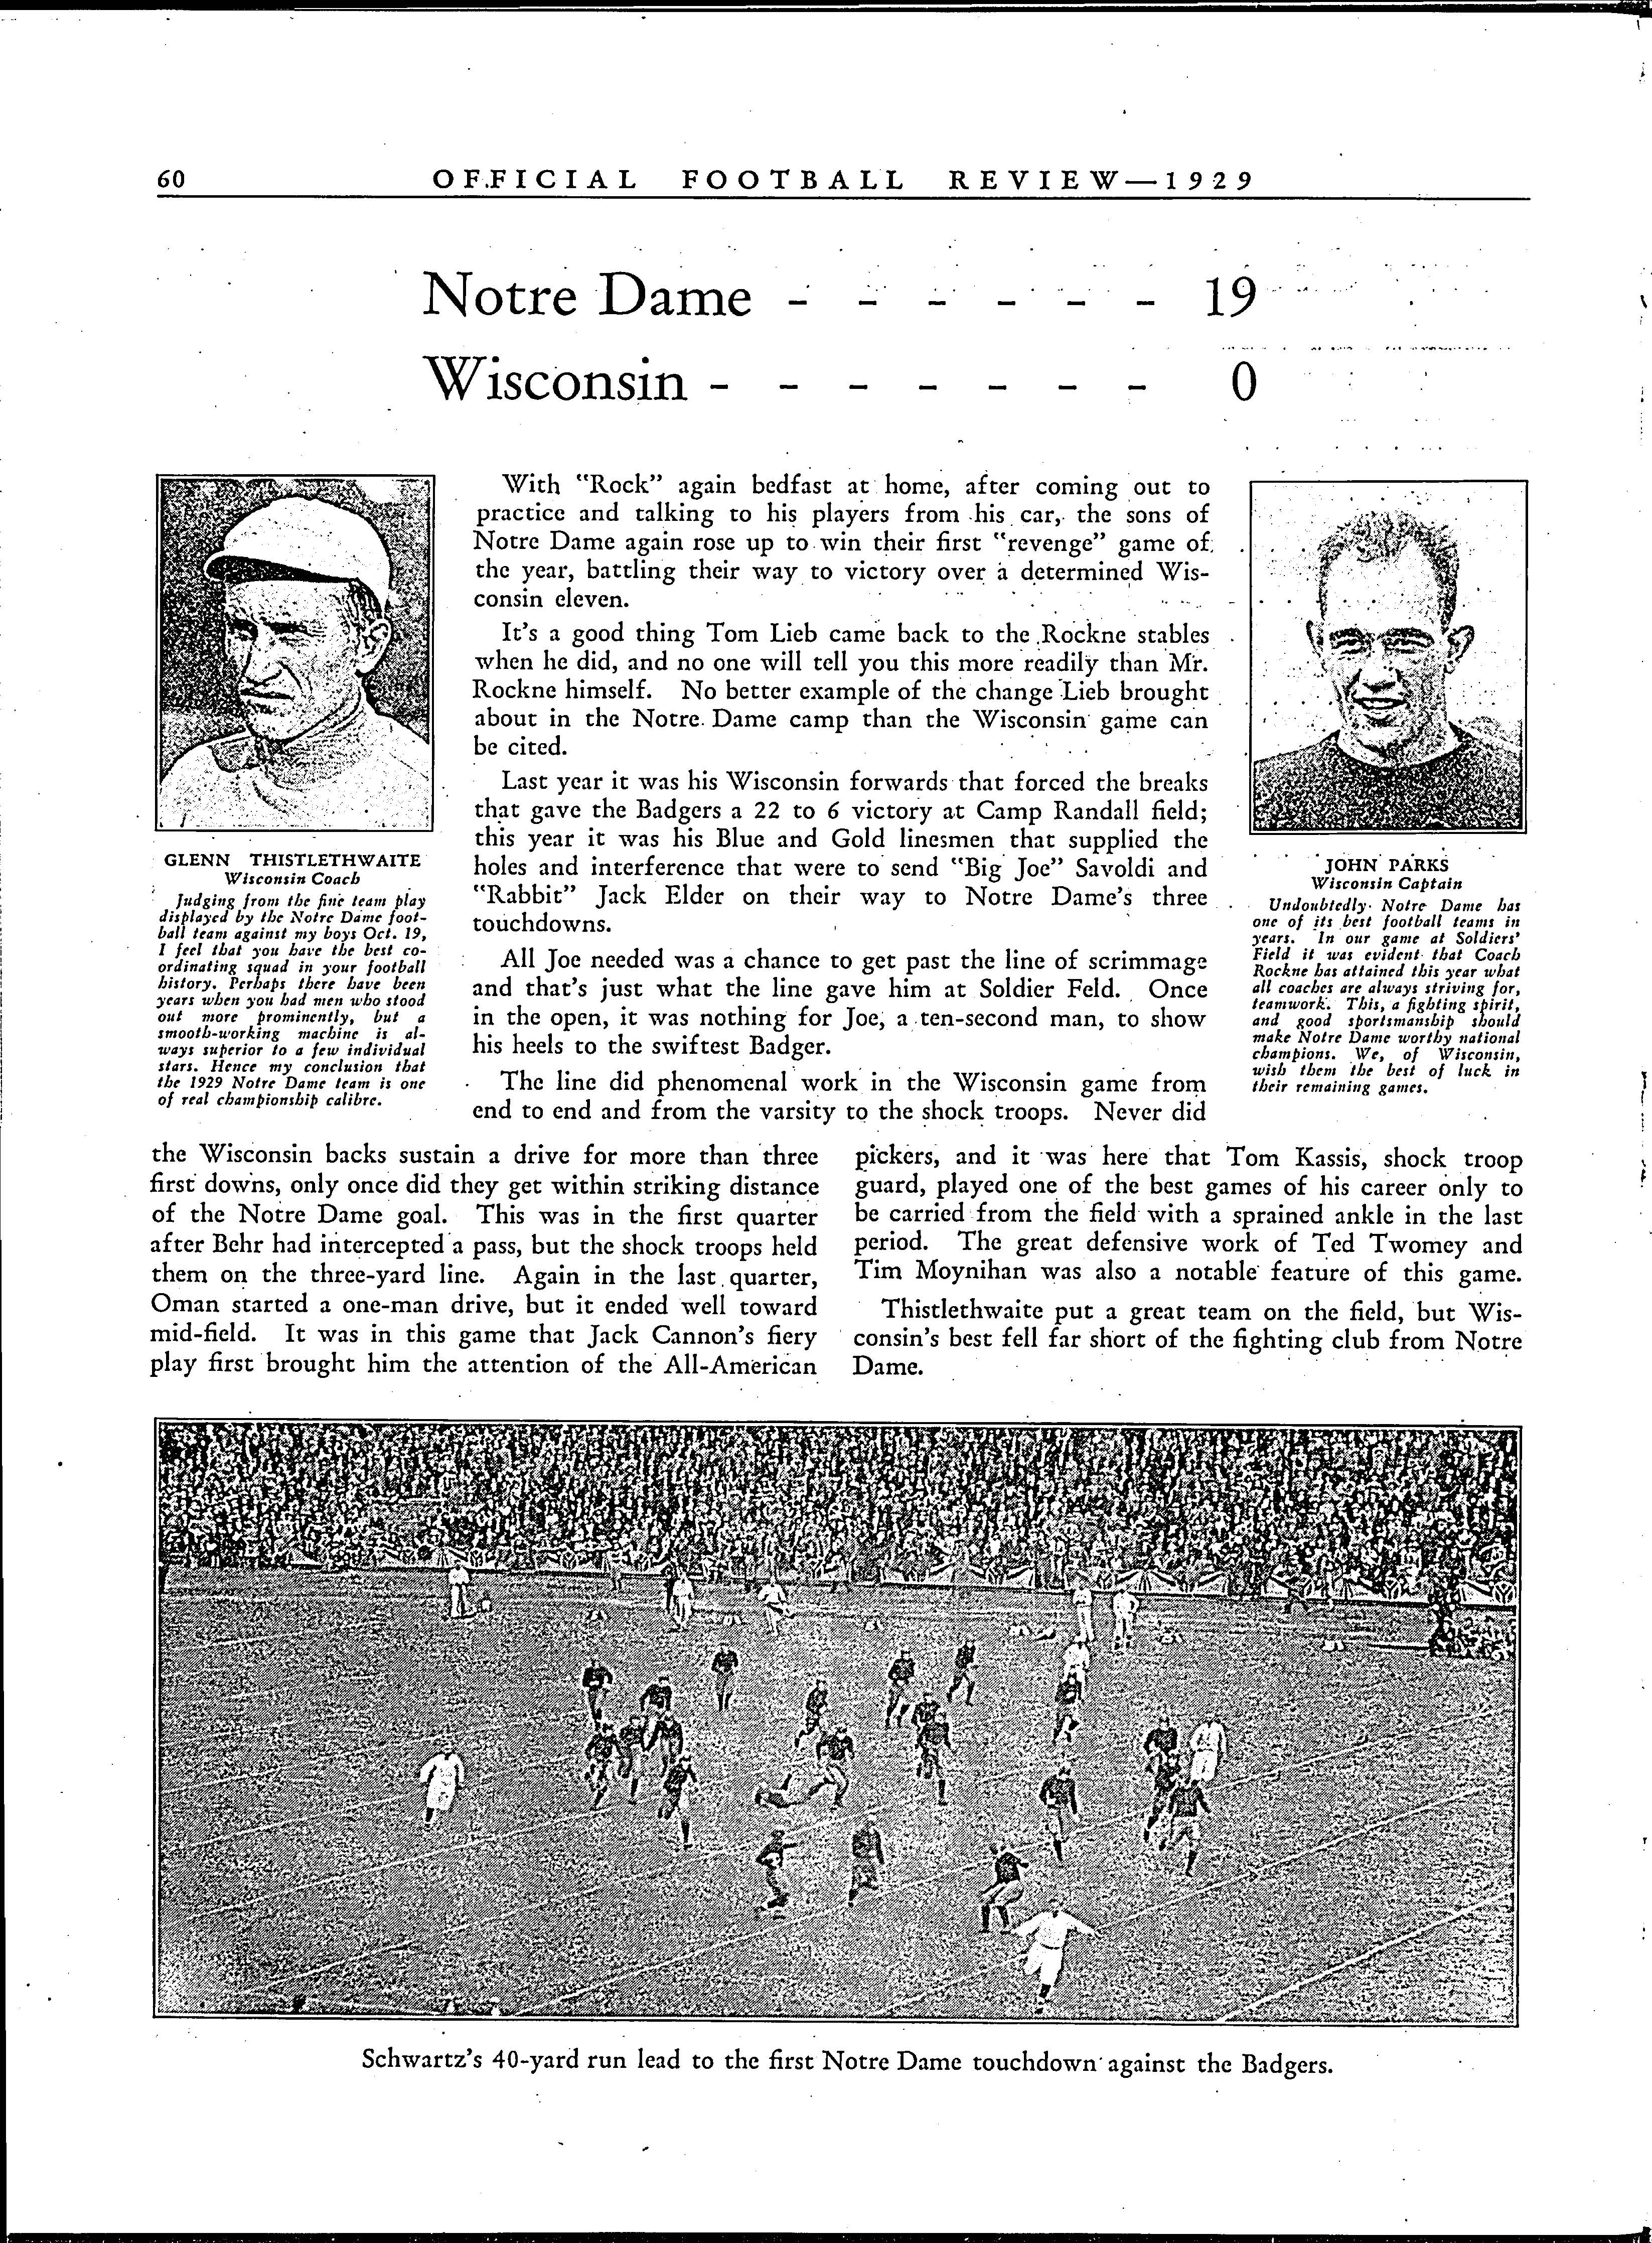 60
OFFICIAL FOOTBALL REVIEW—1929
Notre Dame - - - - - - 19
Wisconsin - - - - - - - 0
With "Rock" again bedfast at home, after coming out to
practice and talking to his players from his car, the sons of
Notre Dame again rose up to win their first "revenge" game of
the year, battling their way to victory over a determined Wis-
consin eleven.
It's a good thing Tom Lieb came back to the Rockne stables
when he did, and no one will tell you this more readily than Mr.
Rockne himself. No better example of the change Lieb brought
about in the Notre Dame camp than the Wisconsin game can
be cited.
Last year it was his Wisconsin forwards that forced the breaks
that gave the Badgers a 22 to 6 victory at Camp Randall field;
this year it was his Blue and Gold linesmen that supplied the
holes and interference that were to send "Big Joe" Savoldi and
"Rabbit" Jack Elder on their way to Notre Dame's three
touchdowns.
All Joe needed was a chance to get past the line of scrimmage
and that's just what the line gave him at Soldier Feld. Once
in the open, it was nothing for Joe, a ten-second man, to show
his heels to the swiftest Badger.
The line did phenomenal work in the Wisconsin game from
end to end and from the varsity to the shock troops. Never did
GLENN THISTLETHWAITE
Wisconsin Coach
Judging from the fine team play
displayed by the Notre Dame foot-
ball team against my boys Oct. 19,
I feel that you have the best co-
ordinating squad in your football
history. Perhaps there have been
years when you had men who stood
out more prominently, but a
smooth-working machine is al-
ways superior to a few individual
stars. Hence my conclusion that
the 1929 Notre Dame team is one
of real championship calibre.
JOHN PARKS
Wisconsin Captain
Undoubtedly Notre Dame has
one of its best football teams in
years. In our game at Soldiers'
Field it was evident that Coach
Rockne has attained this year what
all coaches are always striving for,
teamwork. This, a fighting spirit,
and good sportsmanship should
make Notre Dame worthy national
champions. We, of Wisconsin,
wish them the best of luck in
their remaining games.
the Wisconsin backs sustain a drive for more than three
first downs, only once did they get within striking distance
of the Notre Dame goal. This was in the first quarter
after Behr had intercepted a pass, but the shock troops held
them on the three-yard line. Again in the last quarter,
Oman started a one-man drive, but it ended well toward
mid-field. It was in this game that Jack Cannon's fiery
play first brought him the attention of the All-American
pickers, and it was here that Tom Kassis, shock troop
guard, played one of the best games of his career only to
be carried from the field with a sprained ankle in the last
period. The great defensive work of Ted Twomey and
Tim Moynihan was also a notable feature of this game.
Thistlethwaite put a great team on the field, but Wis-
consin's best fell far short of the fighting club from Notre
Dame.
Schwartz's 40-yard run lead to the first Notre Dame touchdown against the Badgers.